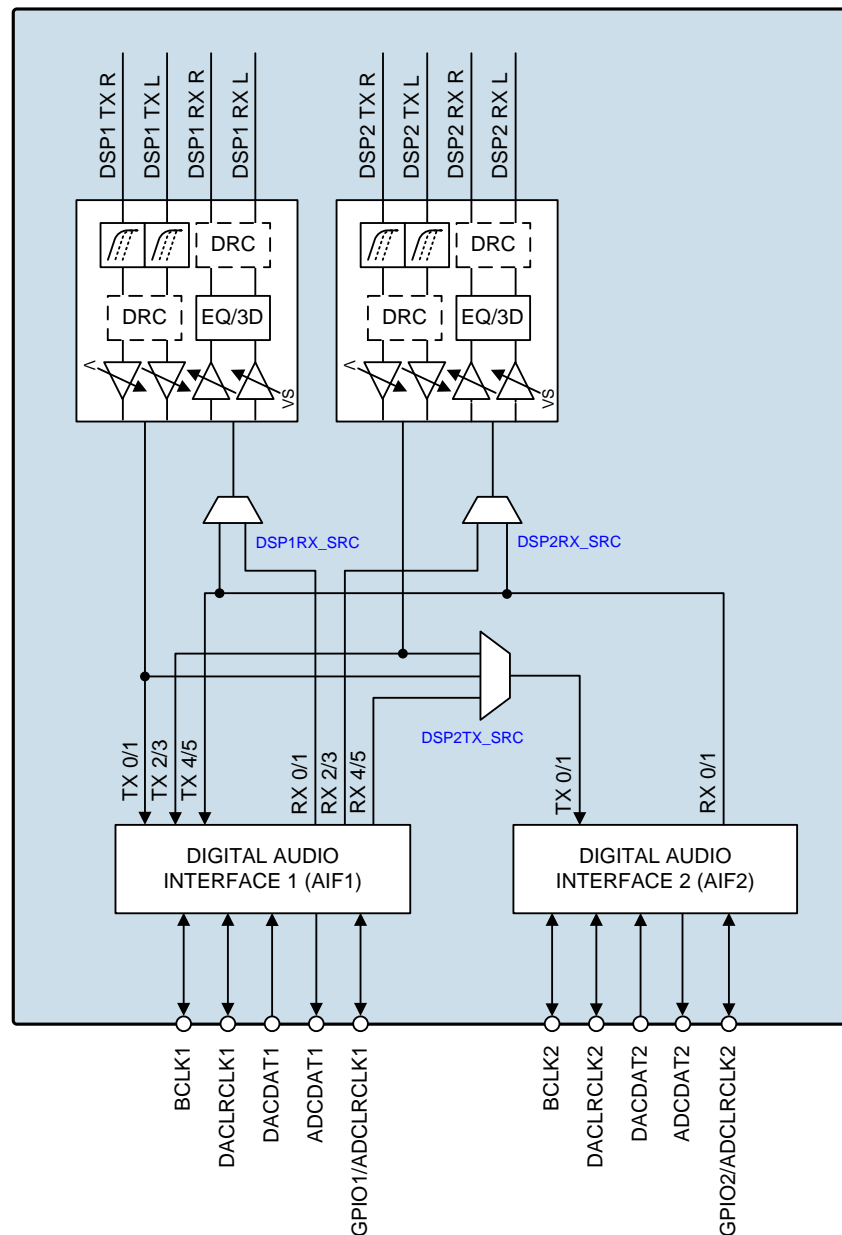 DSP1 TX R
DSP1 TX L
DSP1 RX R
DSP1 RX L
DSP2 TX R
DSP2 TX L
DSP2 RX R
DSP2 RX L
DRC
DRC
DRC
EQ/3D
DRC
EQ/3D
V
VS
V
VS
DSP1RX_SRC
DSP2RX_SRC
DSP2TX_SRC
TX 0/1
TX 2/3
TX 4/5
RX 0/1
RX 2/3
RX 4/5
TX 0/1
RX 0/1
DIGITAL AUDIO
INTERFACE 1 (AIF1)
DIGITAL AUDIO
INTERFACE 2 (AIF2)
BCLK1
DACLRCLK1
DACDAT1
ADCDAT1
GPIO1/ADCLRCLK1
BCLK2
DACLRCLK2
DACDAT2
ADCDAT2
GPIO2/ADCLRCLK2